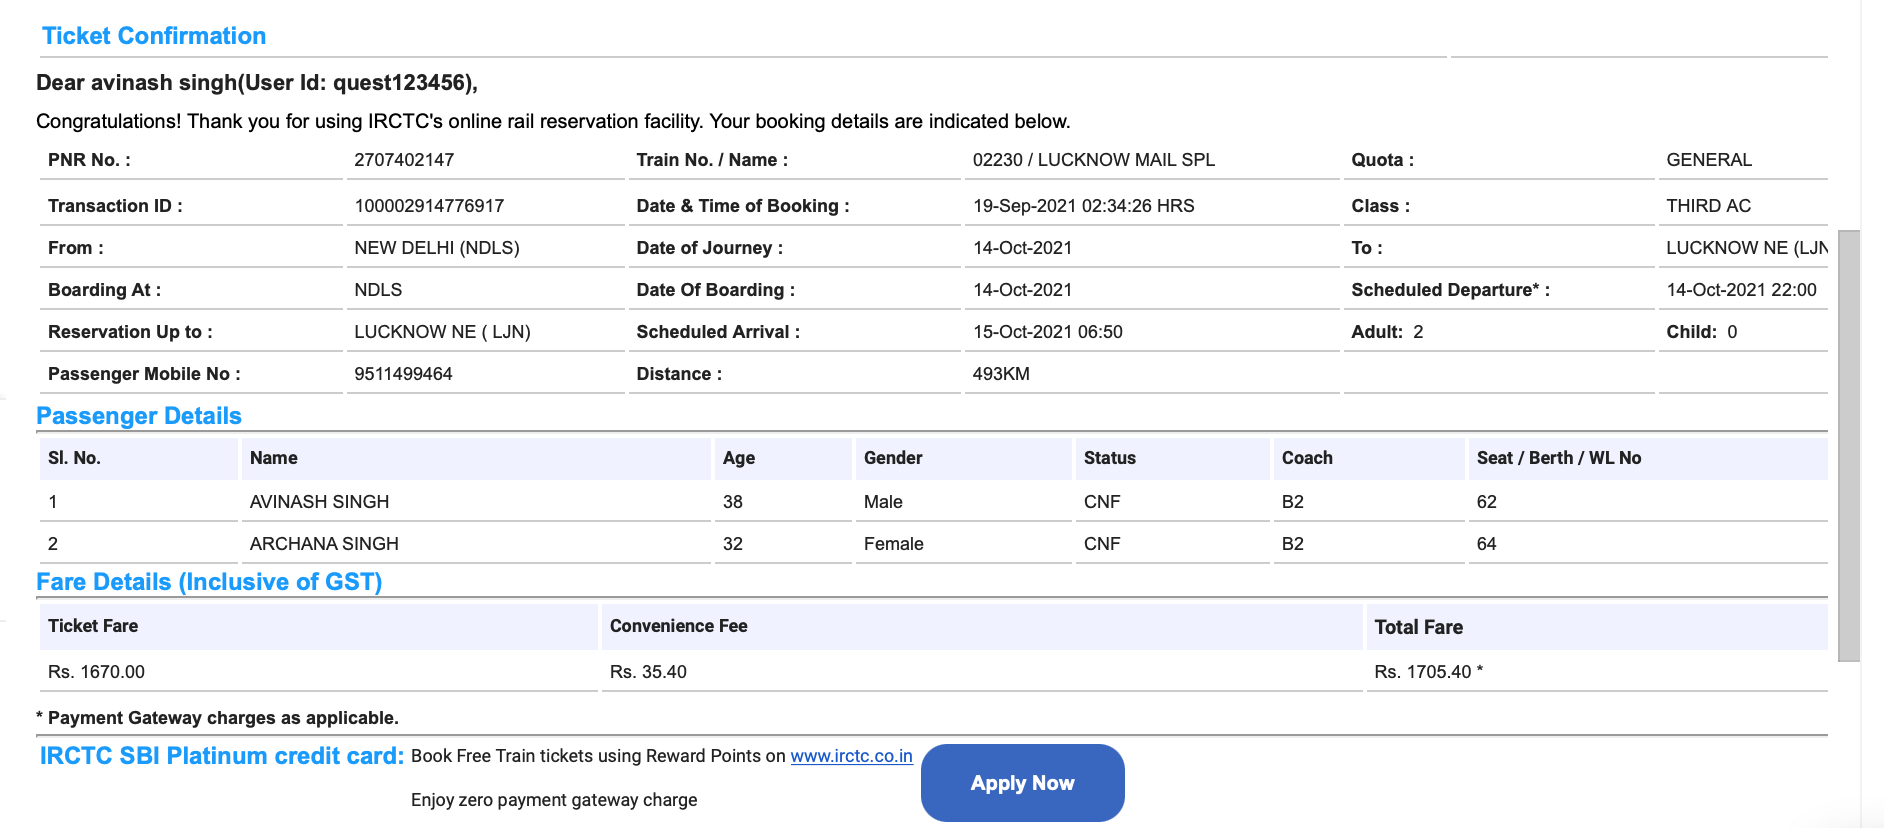 Ticket Confirmation
Dear avinash singh(User Id: quest123456),
Congratulations! Thank you for using IRCTC's online rail reservation facility. Your booking details are indicated below.
PNR No. : 2707402147 Train No. / Name : 02230 / LUCKNOW MAIL SPL Quota : GENERAL
Transaction ID : 100002914776917 Date & Time of Booking : 19-Sep-2021 02:34:26 HRS Class : THIRD AC
From : NEW DELHI (NDLS) Date of Journey : 14-Oct-2021 To : LUCKNOW NE (LJN
Boarding At : NDLS Date Of Boarding : 14-Oct-2021 Scheduled Departure* : 14-Oct-2021 22:00
Reservation Up to : LUCKNOW NE ( LJN) Scheduled Arrival : 15-Oct-2021 06:50 Adult: 2 Child: 0
Passenger Mobile No : 9511499464 Distance : 493KM
Passenger Details
Sl. No. Name Age Gender Status Coach Seat / Berth / WL No
1 AVINASH SINGH 38 Male CNF B2 62
2 ARCHANA SINGH 32 Female CNF B2 64
Fare Details (Inclusive of GST)
Ticket Fare Convenience Fee Total Fare
Rs. 1670.00 Rs. 35.40 Rs. 1705.40 *
* Payment Gateway charges as applicable.
IRCTC SBI Platinum credit card: Book Free Train tickets using Reward Points on www.irctc.co.in
Enjoy zero payment gateway charge
Apply Now